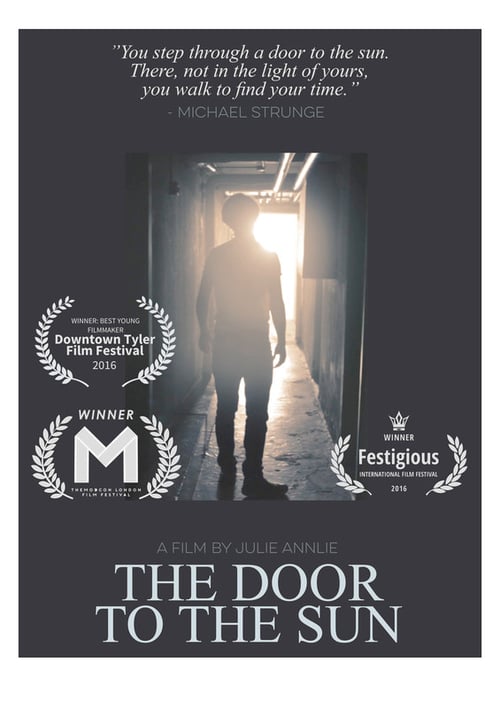 ”You step through a door to the sun.
There, not in the light of yours,
you walk to find your time.”
- MICHAEL STRUNGE
WINNER: BEST YOUNG
FILMMAKER
Downtown Tyler
Film Festival
2016
WINNER
M
THEMOBCON LONDON
FILM FESTIVAL
WINNER
Festigious
INTERNATIONAL FILM FESTIVAL
2016
A FILM BY JULIE ANNLIE
THE DOOR
TO THE SUN